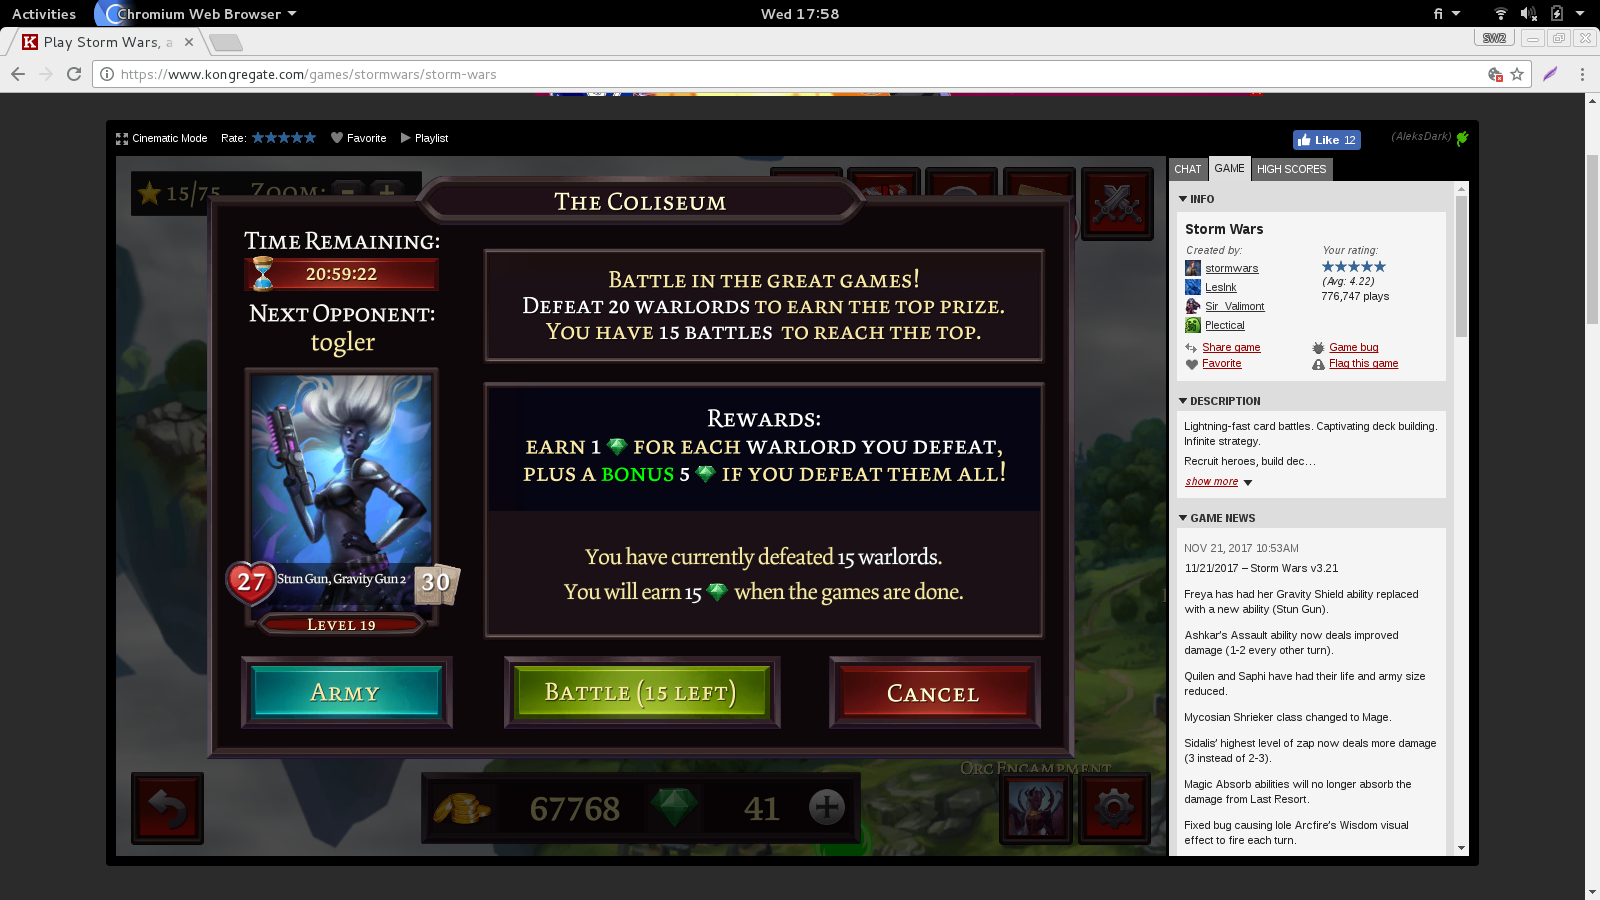 Activities
Chromium Web Browser
Wed 17:58
fi
Play Storm Wars, a
SW2
https://www.kongregate.com/games/stormwars/storm-wars
Cinematic Mode
Rate:
Favorite
Playlist
Like 12
(AleksDark)
15/75
Zoom:
The Coliseum
Time Remaining:
20:59:22
Next Opponent:
togler
27
Stun Gun, Gravity Gun 2
30
Level 19
Battle in the great games!
Defeat 20 warlords to earn the top prize.
You have 15 battles to reach the top.
Rewards:
earn 1 for each warlord you defeat,
plus a bonus 5 if you defeat them all!
You have currently defeated 15 warlords.
You will earn 15 when the games are done.
Army
Battle (15 left)
Cancel
Orc Encampment
67768
41
CHAT
GAME
HIGH SCORES
INFO
Storm Wars
Created by:
stormwars
LesInk
Sir_Valimont
Plectical
Your rating:
(Avg: 4.22)
776,747 plays
Share game
Game bug
Favorite
Flag this game
DESCRIPTION
Lightning-fast card battles. Captivating deck building.
Infinite strategy.
Recruit heroes, build dec…
show more
GAME NEWS
NOV 21, 2017 10:53AM
11/21/2017 – Storm Wars v3.21
Freya has had her Gravity Shield ability replaced
with a new ability (Stun Gun).
Ashkar's Assault ability now deals improved
damage (1-2 every other turn).
Quilen and Saphi have had their life and army size
reduced.
Mycosian Shrieker class changed to Mage.
Sidalis' highest level of zap now deals more damage
(3 instead of 2-3).
Magic Absorb abilities will no longer absorb the
damage from Last Resort.
Fixed bug causing Iole Arcfire's Wisdom visual
effect to fire each turn.